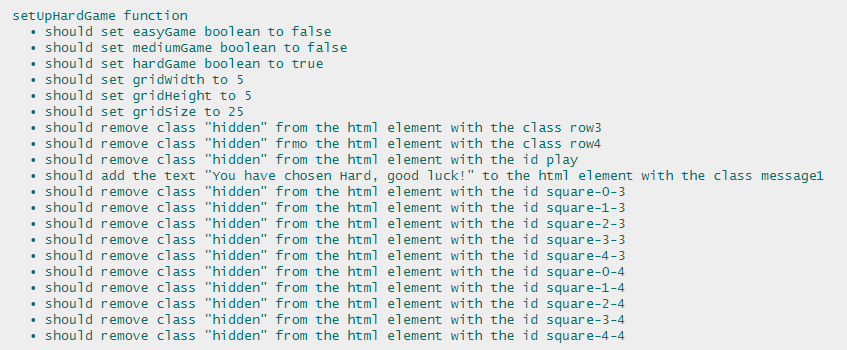 setUpHardGame function
• should set easyGame boolean to false
• should set mediumGame boolean to false
• should set hardGame boolean to true
• should set gridWidth to 5
• should set gridHeight to 5
• should set gridSize to 25
• should remove class "hidden" from the html element with the class row3
• should remove class "hidden" frmo the html element with the class row4
• should remove class "hidden" from the html element with the id play
• should add the text "You have chosen Hard, good luck!" to the html element with the class message1
• should remove class "hidden" from the html element with the id square-0-3
• should remove class "hidden" from the html element with the id square-1-3
• should remove class "hidden" from the html element with the id square-2-3
• should remove class "hidden" from the html element with the id square-3-3
• should remove class "hidden" from the html element with the id square-4-3
• should remove class "hidden" from the html element with the id square-0-4
• should remove class "hidden" from the html element with the id square-1-4
• should remove class "hidden" from the html element with the id square-2-4
• should remove class "hidden" from the html element with the id square-3-4
• should remove class "hidden" from the html element with the id square-4-4